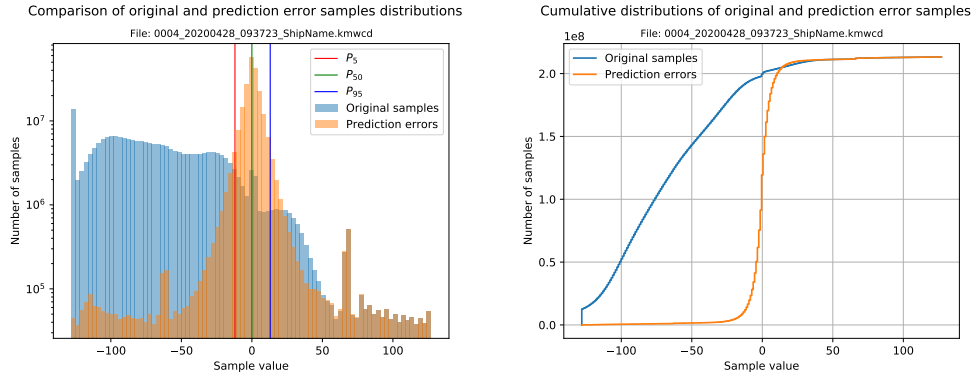 Comparison of original and prediction error samples distributions
File: 0004_20200428_093723_ShipName.kmwcd
P5
P50
P95
Original samples
Prediction errors
Number of samples
10^7
10^6
10^5
−100
−50
0
50
100
Sample value
Cumulative distributions of original and prediction error samples
File: 0004_20200428_093723_ShipName.kmwcd
1e8
Original samples
Prediction errors
Number of samples
2.0
1.5
1.0
0.5
0.0
−100
−50
0
50
100
Sample value